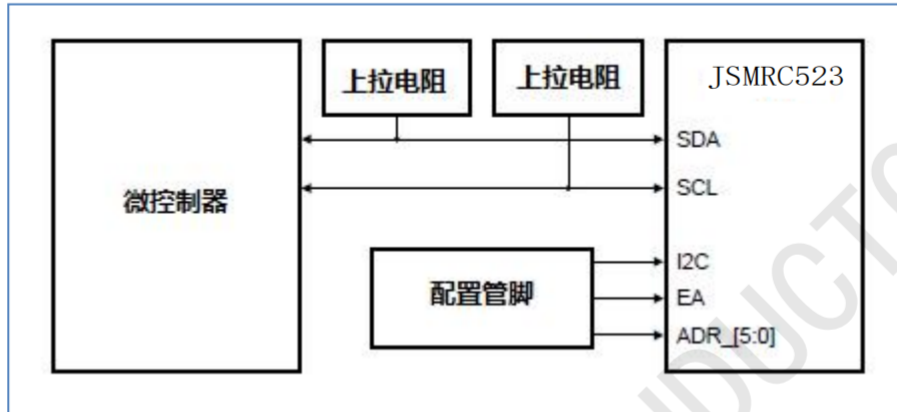 上拉电阻
上拉电阻
JSMRC523
SDA
微控制器
SCL
I2C
配置管脚
EA
ADR_[5:0]